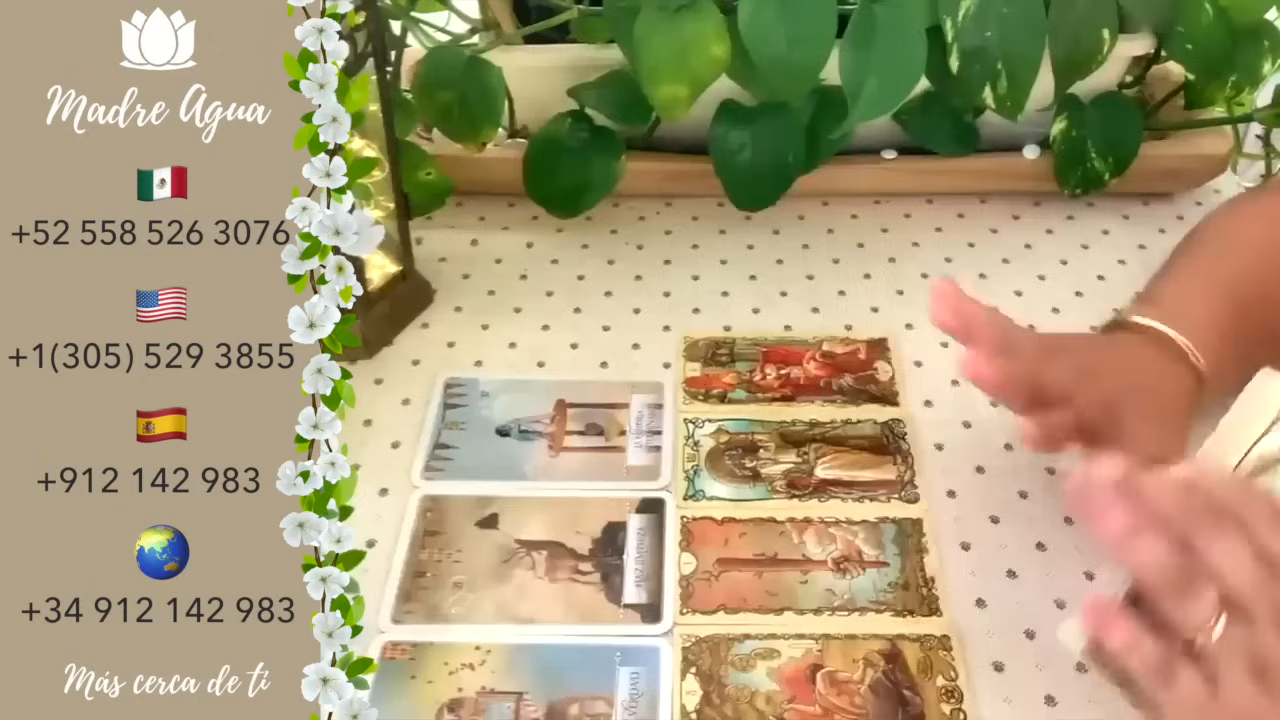 Madre Agua
+52 558 526 3076
+1(305) 529 3855
+912 142 983
+34 912 142 983
Más cerca de ti
VERDAD